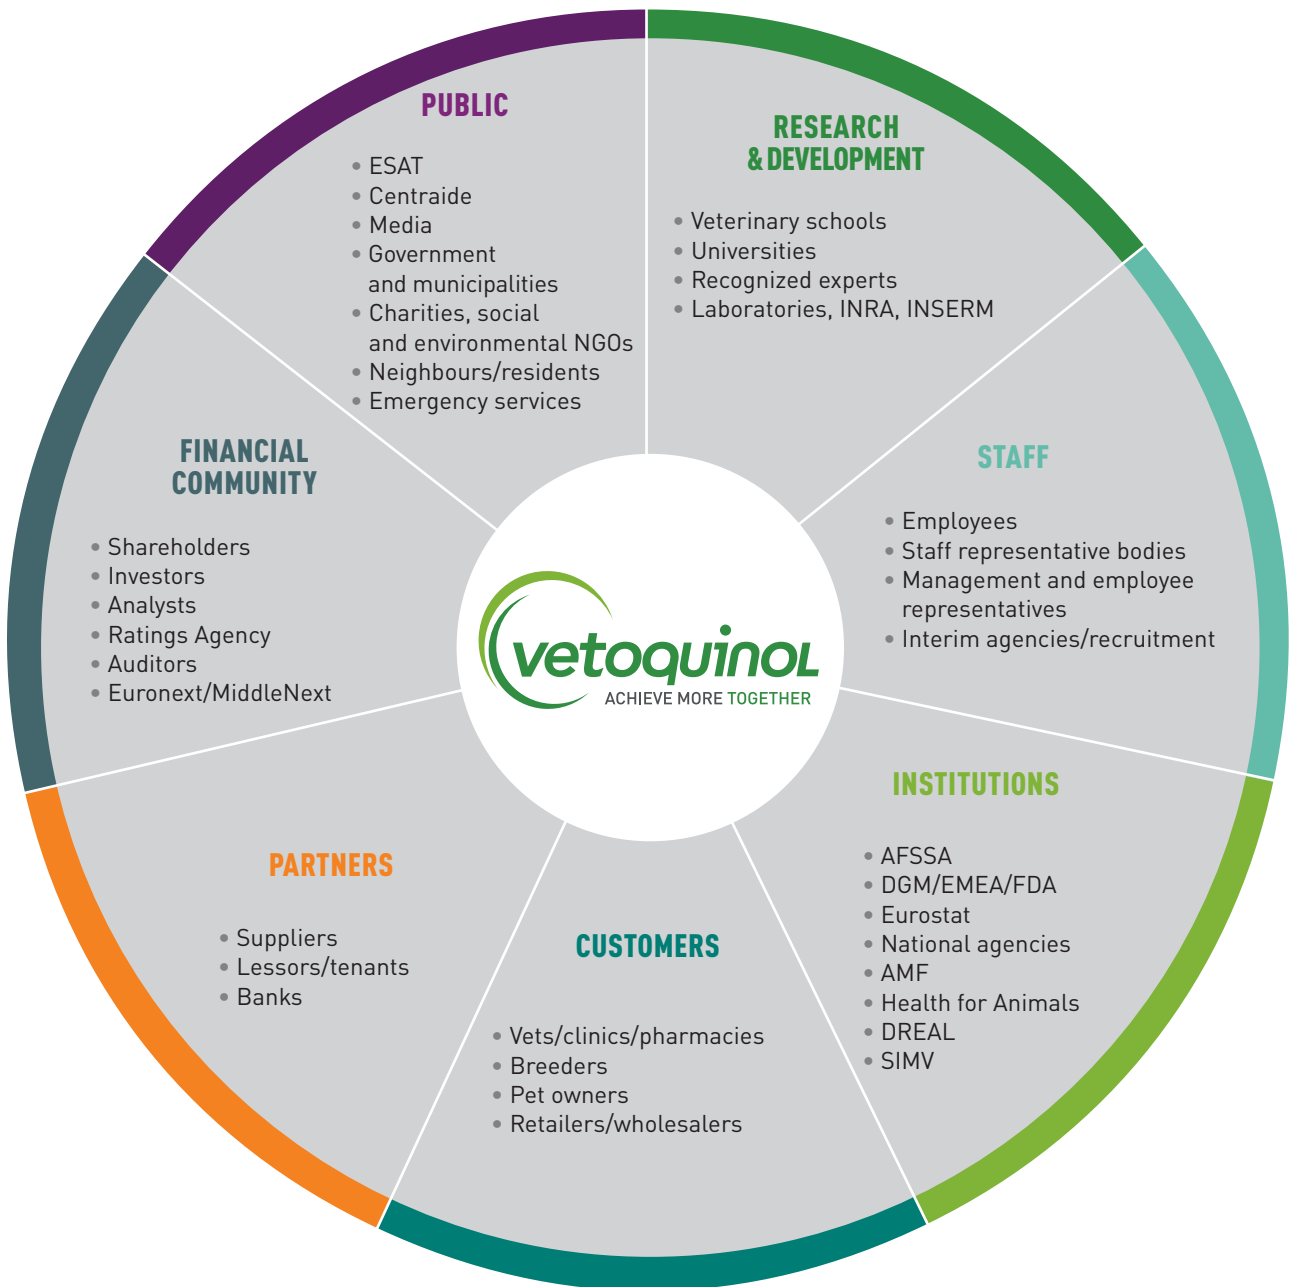 PUBLIC
• ESAT
• Centraide
• Media
• Government
and municipalities
• Charities, social
and environmental NGOs
• Neighbours/residents
• Emergency services
RESEARCH
& DEVELOPMENT
• Veterinary schools
• Universities
• Recognized experts
• Laboratories, INRA, INSERM
STAFF
• Employees
• Staff representative bodies
• Management and employee
representatives
• Interim agencies/recruitment
FINANCIAL
COMMUNITY
• Shareholders
• Investors
• Analysts
• Ratings Agency
• Auditors
• Euronext/MiddleNext
vetoquinol
ACHIEVE MORE TOGETHER
INSTITUTIONS
• AFSSA
• DGM/EMEA/FDA
• Eurostat
• National agencies
• AMF
• Health for Animals
• DREAL
• SIMV
PARTNERS
• Suppliers
• Lessors/tenants
• Banks
CUSTOMERS
• Vets/clinics/pharmacies
• Breeders
• Pet owners
• Retailers/wholesalers